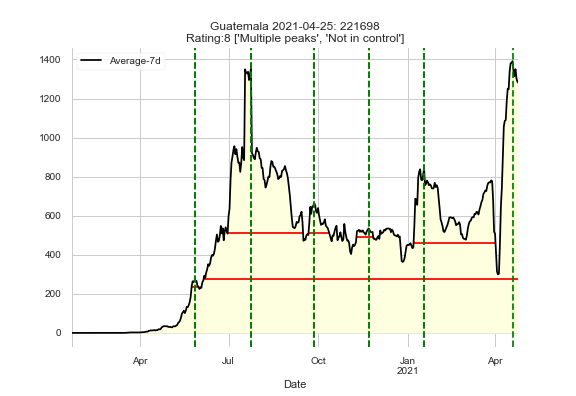 Guatemala 2021-04-25: 221698
Rating:8 ['Multiple peaks', 'Not in control']
Average-7d
1400
1200
1000
800
600
400
200
0
Apr
Jul
Oct
Jan
2021
Apr
Date